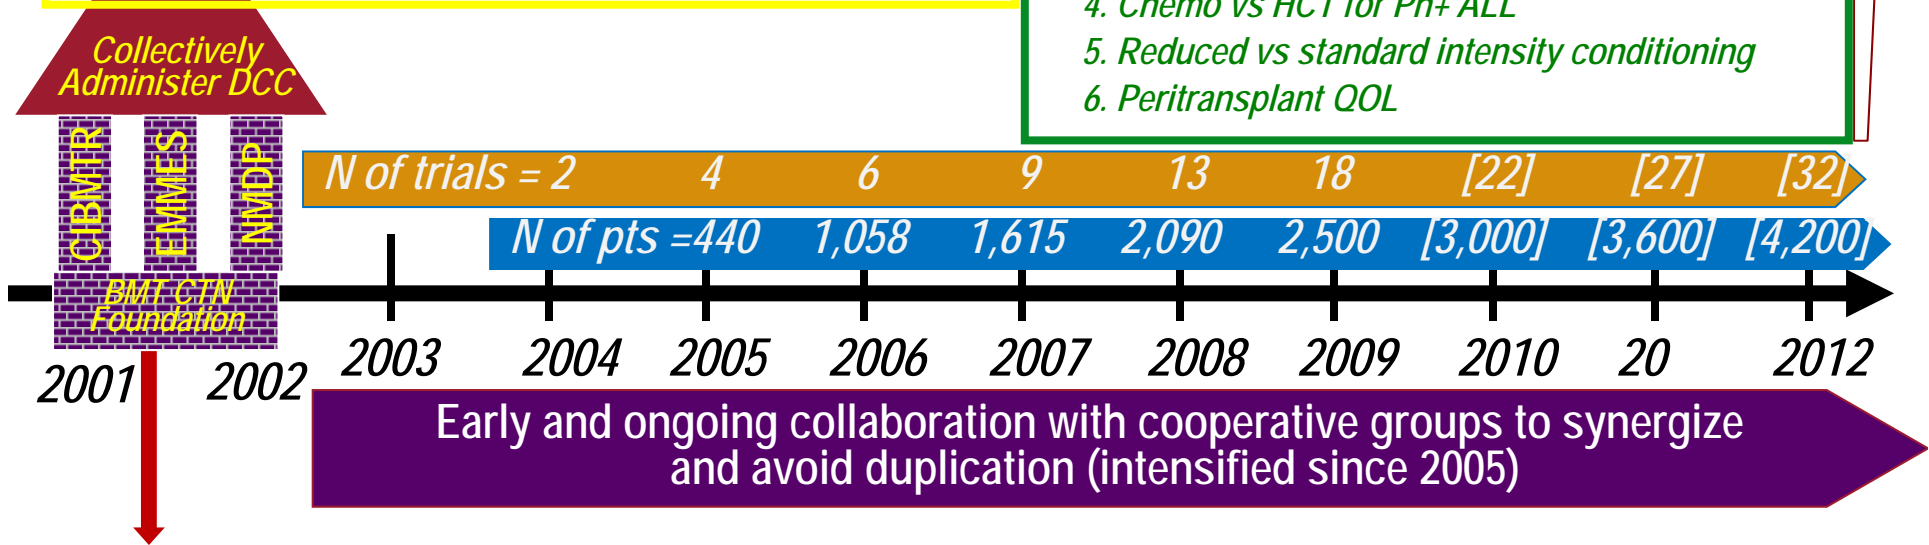 4. Chemo vs HCT for Ph+ ALL
5. Reduced vs standard intensity conditioning
6. Peritransplant QOL
Collectively
Administer DCC
CIBMTR
EMMES
NMDP
BMT CTN
Foundation
N of trials = 2 4 6 9 13 18 [22] [27] [32]
N of pts =440 1,058 1,615 2,090 2,500 [3,000] [3,600] [4,200]
2001 2002 2003 2004 2005 2006 2007 2008 2009 2010 20 2012
Early and ongoing collaboration with cooperative groups to synergize
and avoid duplication (intensified since 2005)